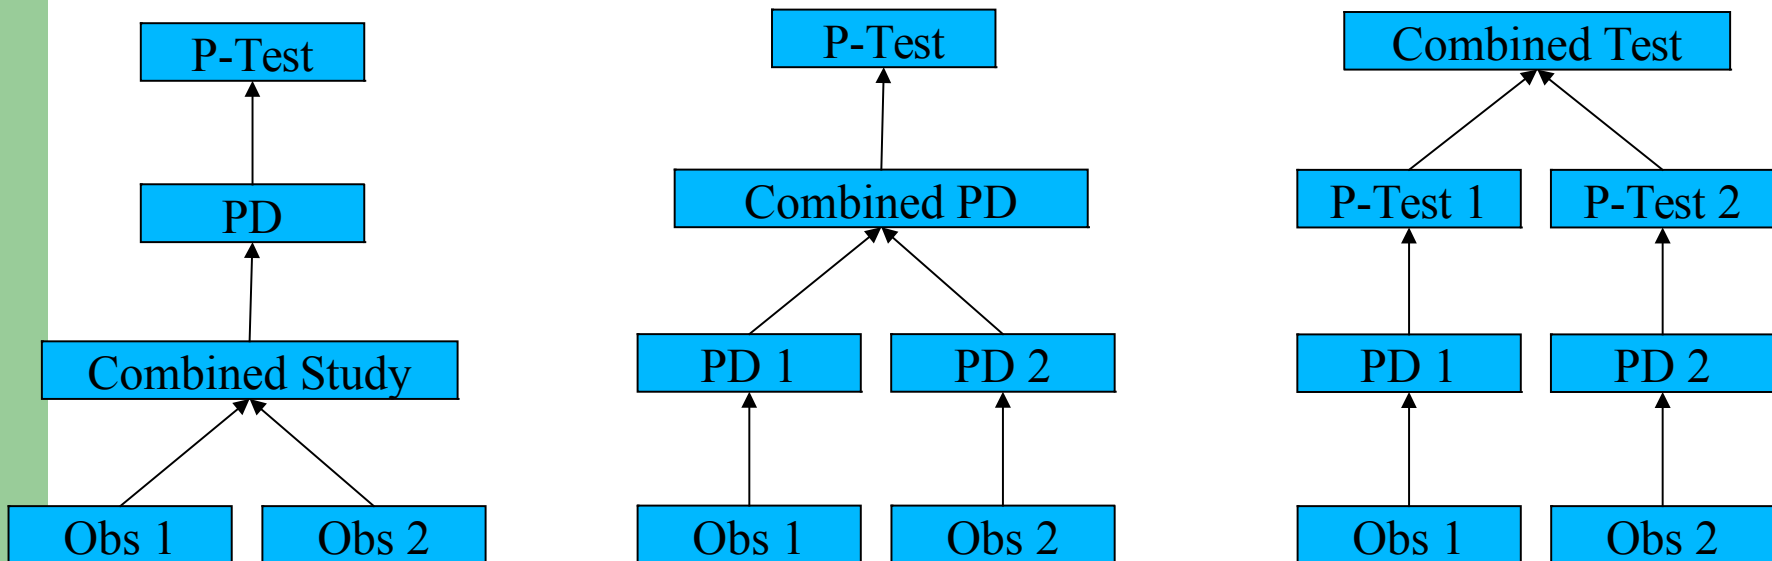 P-Test
PD
Combined Study
Obs 1
Obs 2
P-Test
Combined PD
PD 1
PD 2
Obs 1
Obs 2
Combined Test
P-Test 1
P-Test 2
PD 1
PD 2
Obs 1
Obs 2